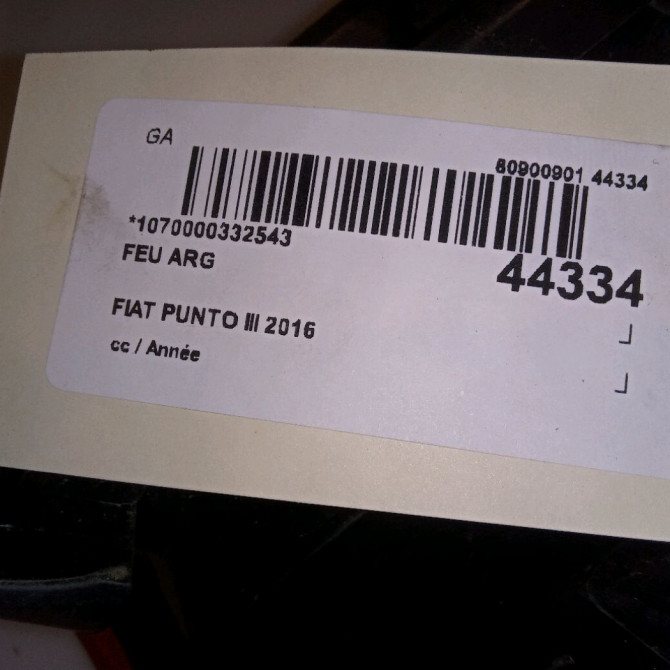 GA
80900901 44334
*1070000332543
44334
FEU ARG
FIAT PUNTO III 2016
cc / Année